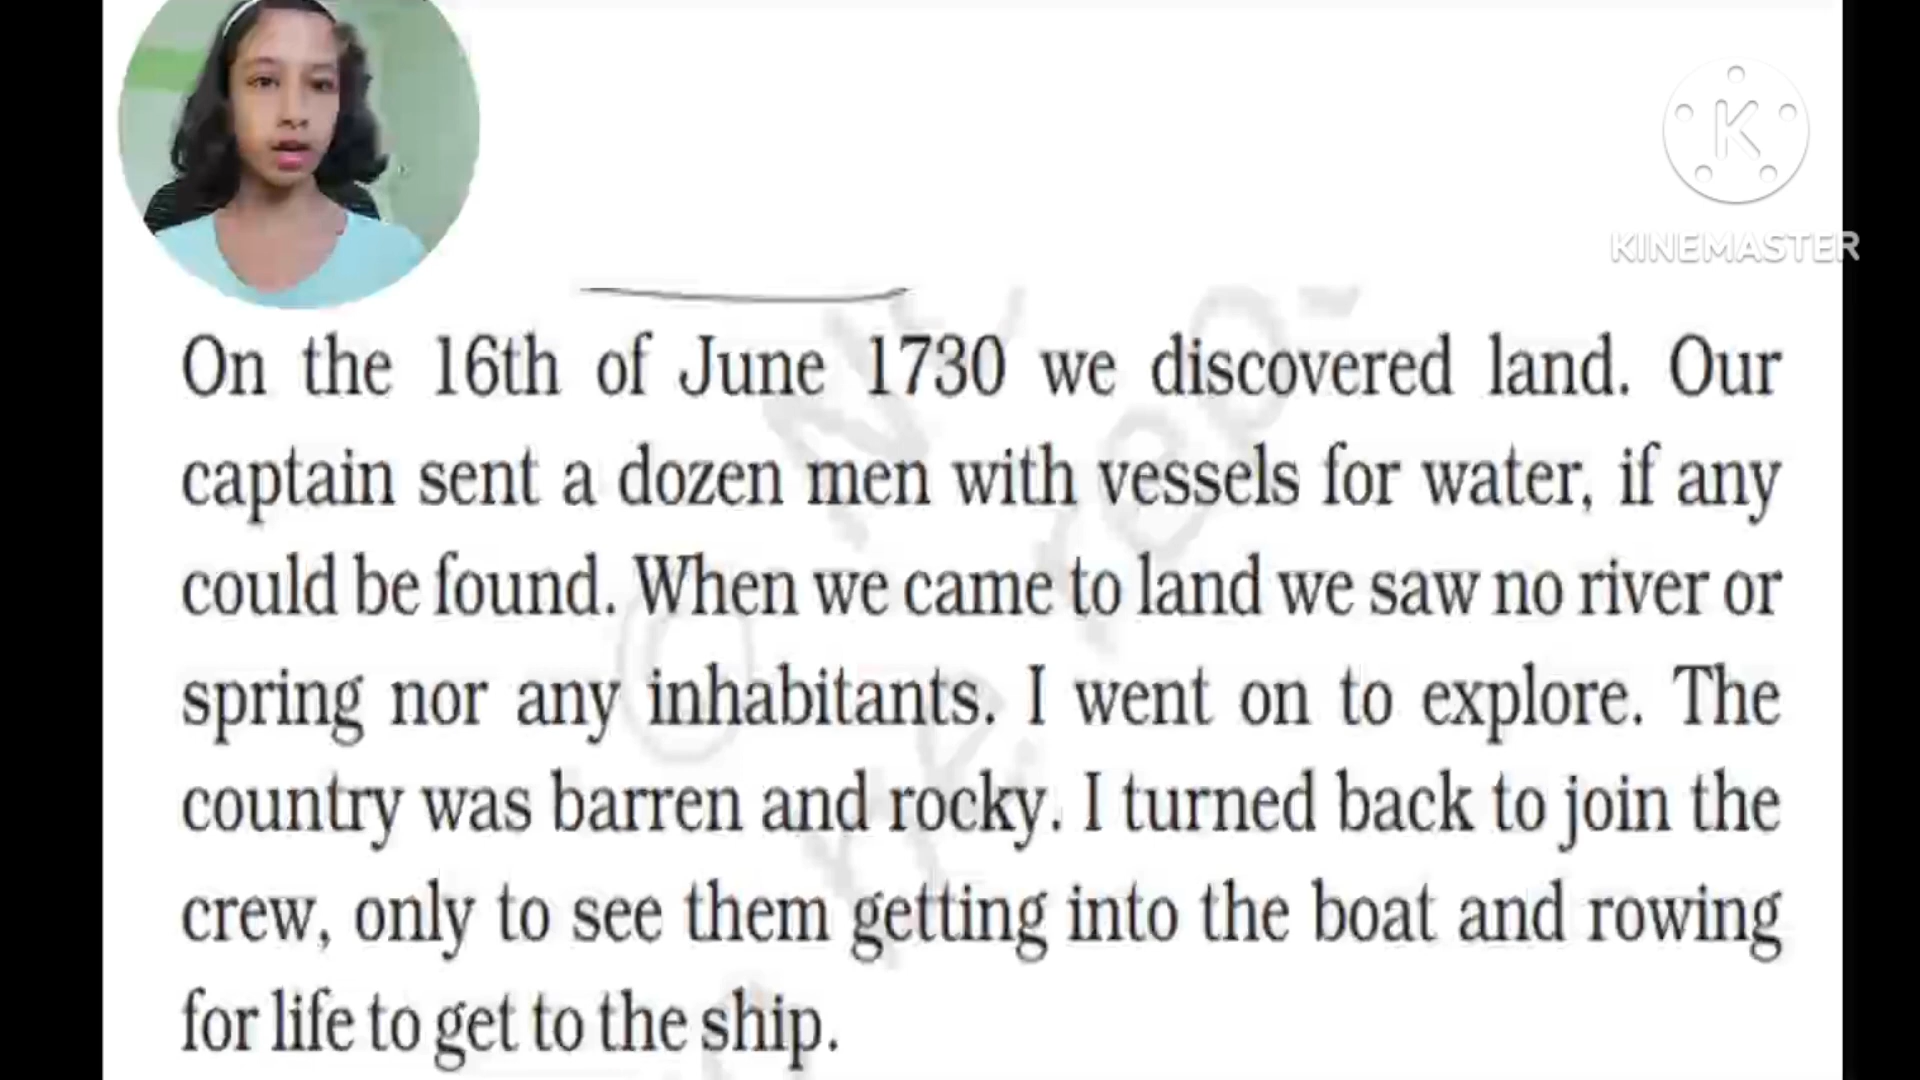 K
KINEMASTER
On the 16th of June 1730 we discovered land. Our
captain sent a dozen men with vessels for water, if any
could be found. When we came to land we saw no river or
spring nor any inhabitants. I went on to explore. The
country was barren and rocky. I turned back to join the
crew, only to see them getting into the boat and rowing
for life to get to the ship.